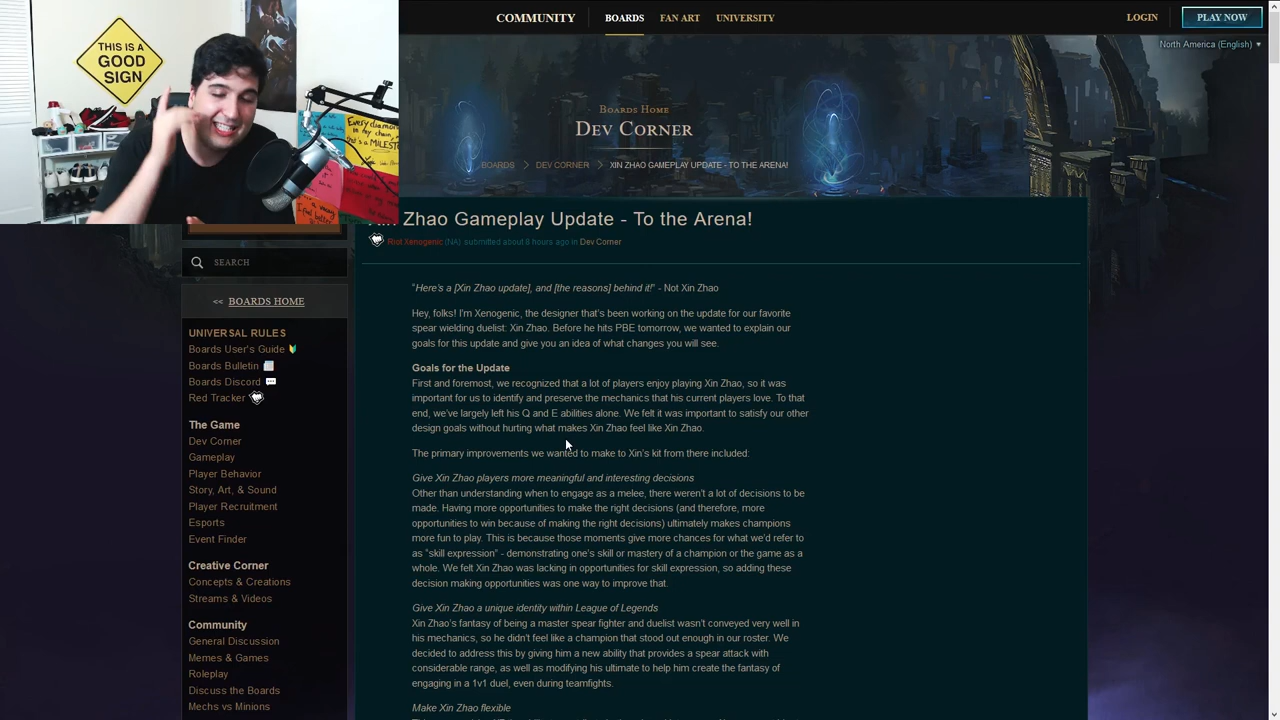 THIS IS A
GOOD
SIGN
COMMUNITY
BOARDS
FAN ART
UNIVERSITY
LOGIN
PLAY NOW
North America (English)
BOARDS HOME
DEV CORNER
BOARDS
DEV CORNER
XIN ZHAO GAMEPLAY UPDATE - TO THE ARENA!
Zhao Gameplay Update - To the Arena!
Riot Xenogenic (NA) submitted about 8 hours ago in Dev Corner
SEARCH
<< BOARDS HOME
UNIVERSAL RULES
Boards User's Guide
Boards Bulletin
Boards Discord
Red Tracker
The Game
Dev Corner
Gameplay
Player Behavior
Story, Art, & Sound
Player Recruitment
Esports
Event Finder
Creative Corner
Concepts & Creations
Streams & Videos
Community
General Discussion
Memes & Games
Roleplay
Discuss the Boards
Mechs vs Minions
"Here's a [Xin Zhao update], and [the reasons] behind it!" - Not Xin Zhao
Hey, folks! I'm Xenogenic, the designer that's been working on the update for our favorite
spear wielding duelist: Xin Zhao. Before he hits PBE tomorrow, we wanted to explain our
goals for this update and give you an idea of what changes you will see.
Goals for the Update
First and foremost, we recognized that a lot of players enjoy playing Xin Zhao, so it was
important for us to identify and preserve the mechanics that his current players love. To that
end, we've largely left his Q and E abilities alone. We felt it was important to satisfy our other
design goals without hurting what makes Xin Zhao feel like Xin Zhao.
The primary improvements we wanted to make to Xin's kit from there included:
Give Xin Zhao players more meaningful and interesting decisions
Other than understanding when to engage as a melee, there weren't a lot of decisions to be
made. Having more opportunities to make the right decisions (and therefore, more
opportunities to win because of making the right decisions) ultimately makes champions
more fun to play. This is because those moments give more chances for what we'd refer to
as "skill expression" - demonstrating one's skill or mastery of a champion or the game as a
whole. We felt Xin Zhao was lacking in opportunities for skill expression, so adding these
decision making opportunities was one way to improve that.
Give Xin Zhao a unique identity within League of Legends
Xin Zhao's fantasy of being a master spear fighter and duelist wasn't conveyed very well in
his mechanics, so he didn't feel like a champion that stood out enough in our roster. We
decided to address this by giving him a new ability that provides a spear attack with
considerable range, as well as modifying his ultimate to help him create the fantasy of
engaging in a 1v1 duel, even during teamfights.
Make Xin Zhao flexible